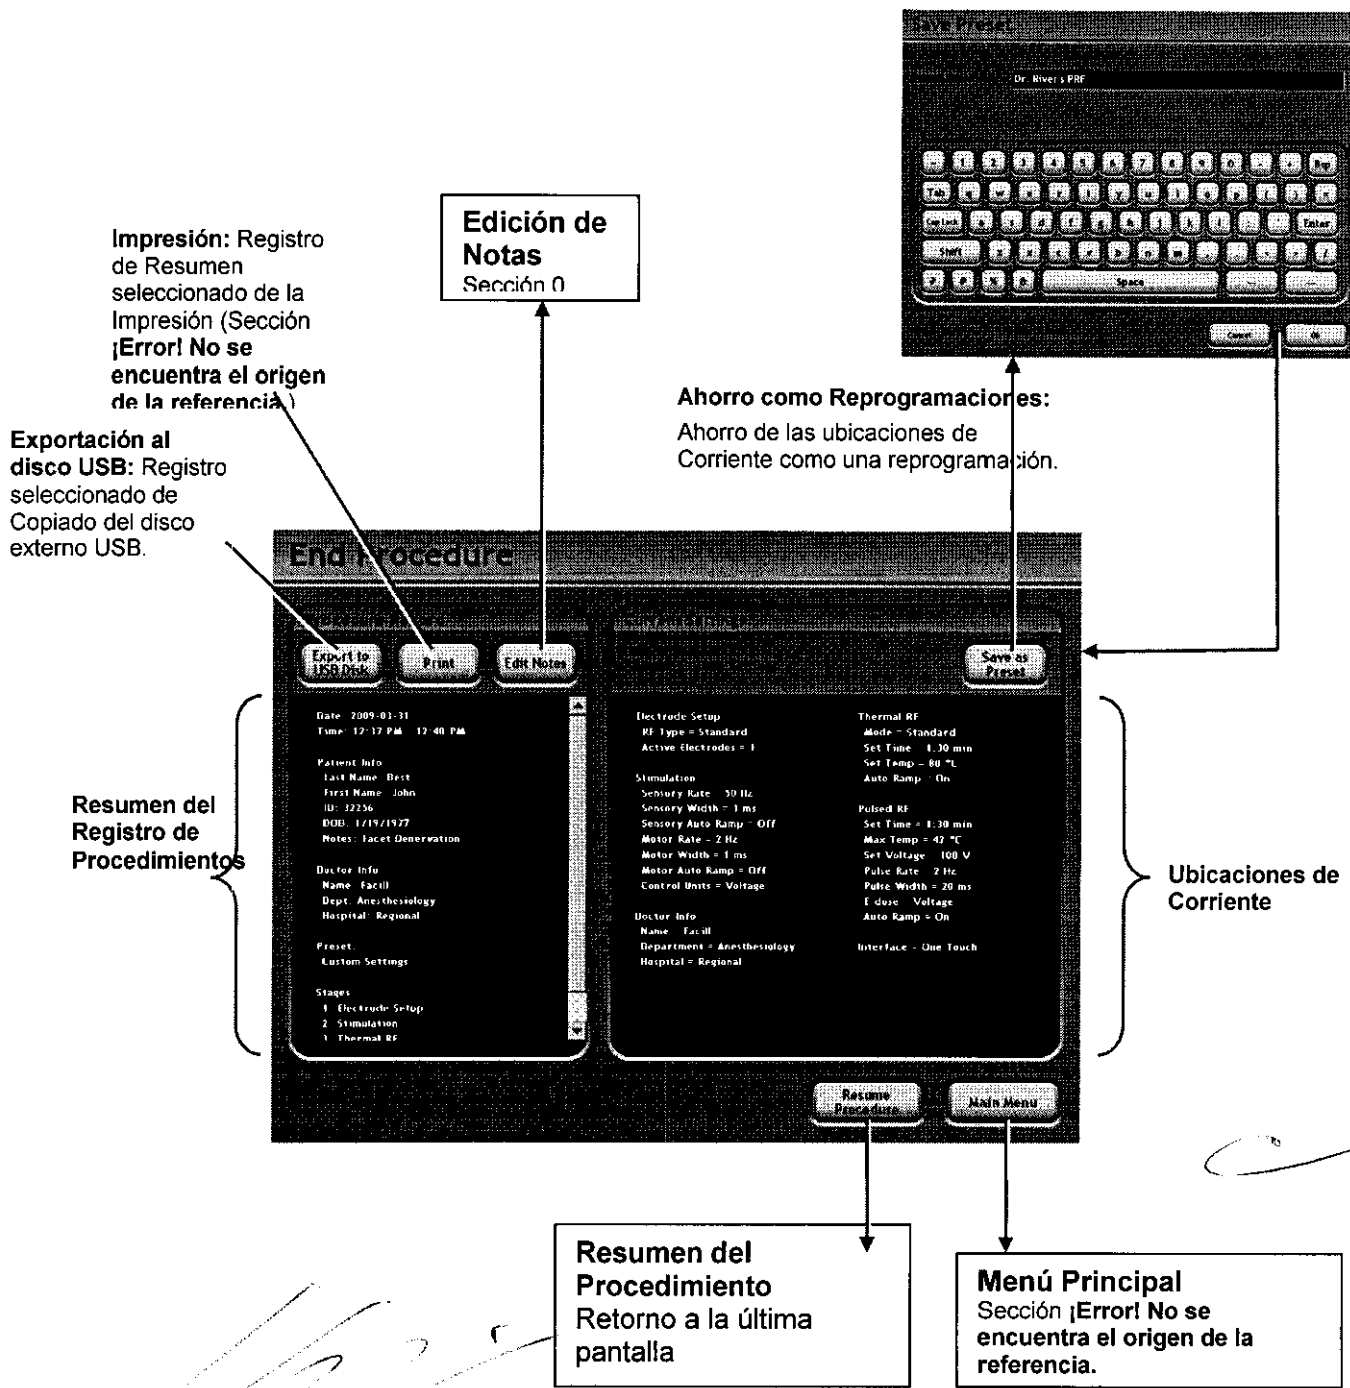 Save Preset
Dr. River s PRF
Tab
Caps Lock
Enter
Shift
Space
Cancel
OK
Impresión: Registro
de Resumen
seleccionado de la
Impresión (Sección
¡Error! No se
encuentra el origen
de la referencia.)
Edición de
Notas
Sección 0
Ahorro como Reprogramaciones:
Ahorro de las ubicaciones de
Corriente como una reprogramación.
Exportación al
disco USB: Registro
seleccionado de
Copiado del disco
externo USB.
End Procedure
Export to
USB Disk
Print
Edit Notes
Save as
Preset
Date: 2009-03-31
Time: 12:37 PM 12:40 PM
Patient Info
Last Name: Best
First Name: John
ID: 32256
DOB: 1/19/1977
Notes: Facet Denervation
Doctor Info
Name: Facill
Dept: Anesthesiology
Hospital: Regional
Preset:
Custom Settings
Stages
1 Electrode Setup
2 Stimulation
3 Thermal RF
Electrode Setup
RF Type = Standard
Active Electrodes = 1
Stimulation
Sensory Rate = 50 Hz
Sensory Width = 1 ms
Sensory Auto Ramp = Off
Motor Rate = 2 Hz
Motor Width = 1 ms
Motor Auto Ramp = Off
Control Units = Voltage
Doctor Info
Name = Facill
Department = Anesthesiology
Hospital = Regional
Thermal RF
Mode = Standard
Set Time = 1:30 min
Set Temp = 80 °C
Auto Ramp = On
Pulsed RF
Set Time = 1:30 min
Max Temp = 42 °C
Set Voltage = 100 V
Pulse Rate = 2 Hz
Pulse Width = 20 ms
E dose = Voltage
Auto Ramp = On
Interface = One Touch
Resumen del
Registro de
Procedimientos
Ubicaciones de
Corriente
Resume
Procedure
Main Menu
Resumen del
Procedimiento
Retorno a la última
pantalla
Menú Principal
Sección ¡Error! No se
encuentra el origen de la
referencia.